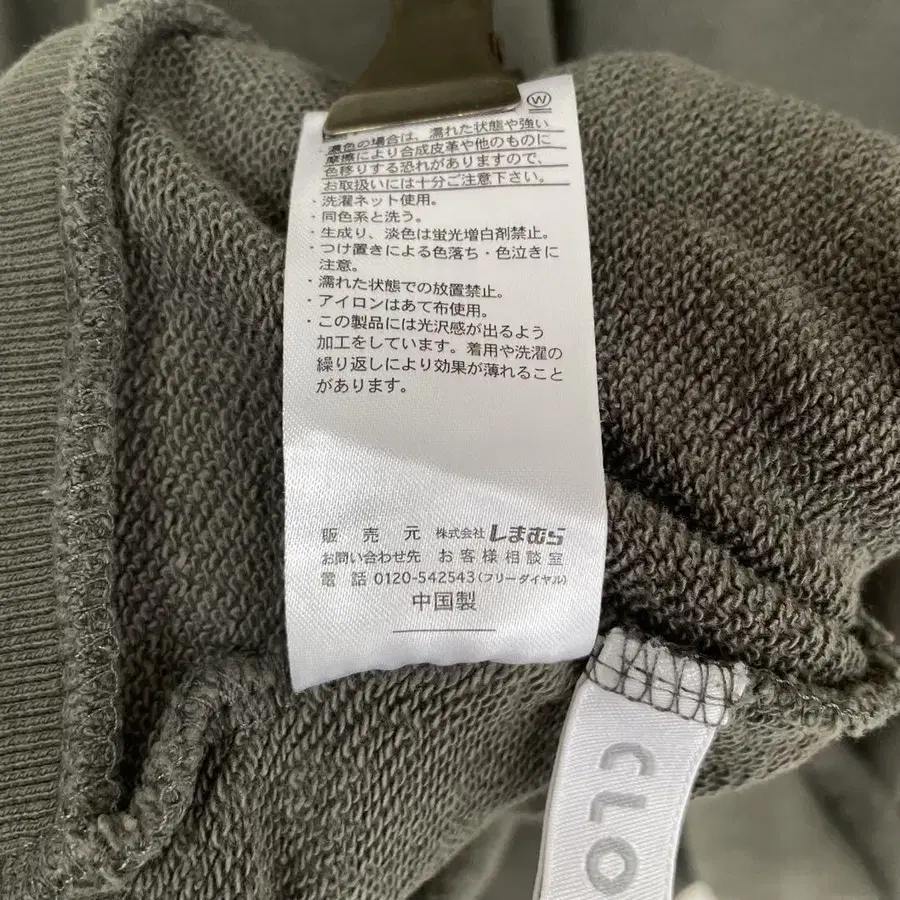 W
濃色の場合は、濡れた状態や強い
摩擦により合成皮革や他のものに
色移りする恐れがありますので、
お取扱いには十分ご注意下さい。
・洗濯ネット使用。
・同色系と洗う。
・生成り、淡色は蛍光増白剤禁止。
・つけ置きによる色落ち・色泣きに
注意。
・濡れた状態での放置禁止。
・アイロンはあて布使用。
・この製品には光沢感が出るよう
加工をしています。着用や洗濯の
繰り返しにより効果が薄れること
があります。
販売元 株式会社しまむら
お問い合わせ先 お客様相談室
電話 0120-542543(フリーダイヤル)
中国製
CLO